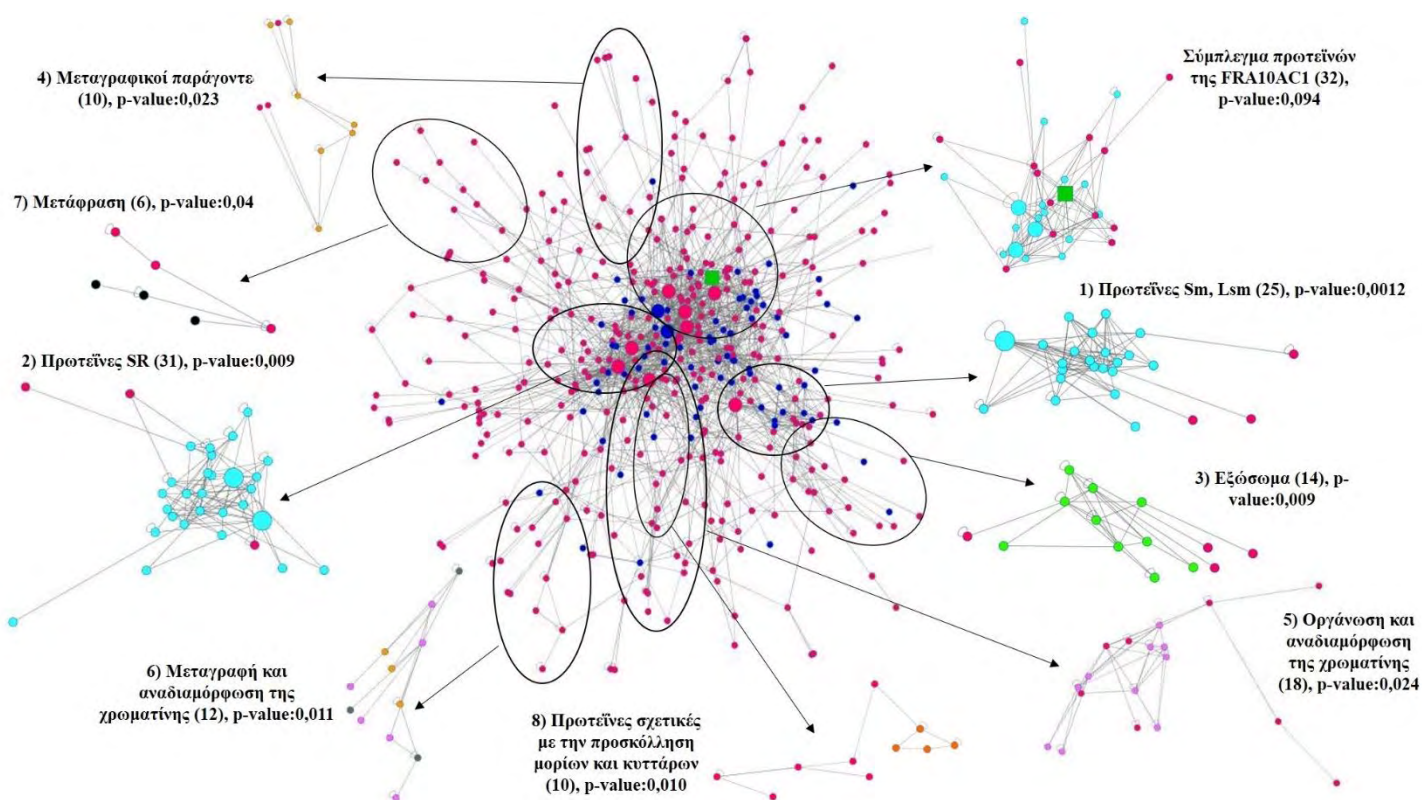 4) Μεταγραφικοί παράγοντε
(10), p-value:0,023
Σύμπλεγμα πρωτεϊνών
της FRA10AC1 (32),
p-value:0,094
7) Μετάφραση (6), p-value:0,04
1) Πρωτεΐνες Sm, Lsm (25), p-value:0,0012
2) Πρωτεΐνες SR (31), p-value:0,009
3) Εξώσωμα (14), p-
value:0,009
5) Οργάνωση και
αναδιαμόρφωση
της χρωματίνης
(18), p-value:0,024
6) Μεταγραφή και
αναδιαμόρφωση της
χρωματίνης (12), p-value:0,011
8) Πρωτεΐνες σχετικές
με την προσκόλληση
μορίων και κυττάρων
(10), p-value:0,010